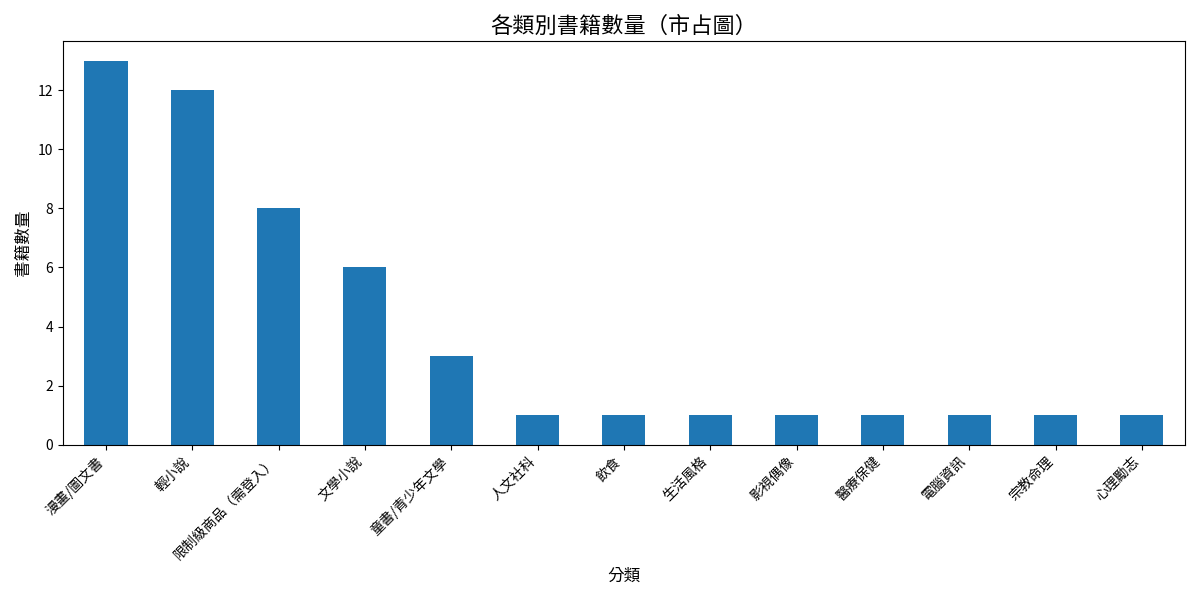 各類別書籍數量（市占圖）
書籍數量
12
10
8
6
4
2
0
漫畫/圖文書
輕小說
限制級商品（需登入）
文學小說
童書/青少年文學
人文社科
飲食
生活風格
影視偶像
醫療保健
電腦資訊
宗教命理
心理勵志
分類